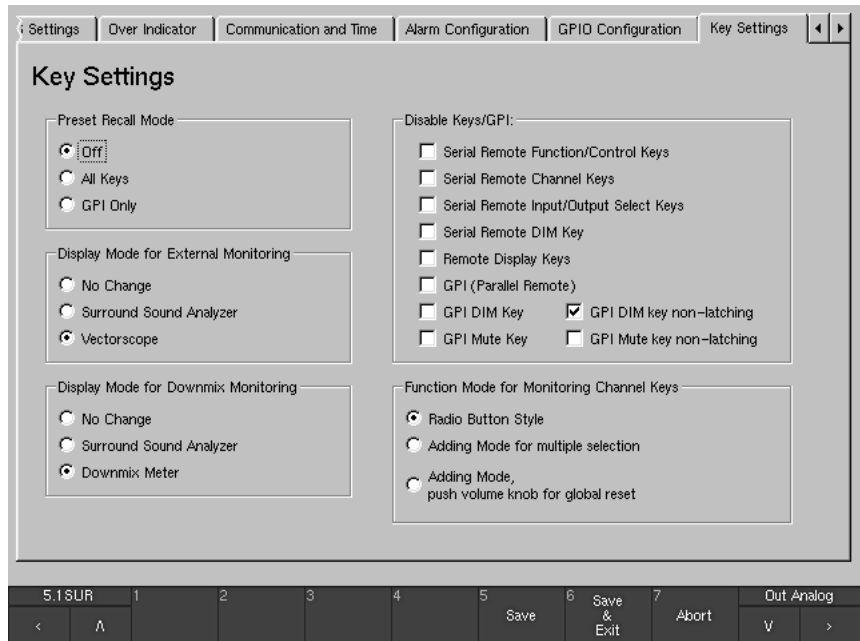 Settings
Over Indicator
Communication and Time
Alarm Configuration
GPIO Configuration
Key Settings
Key Settings
Preset Recall Mode
Off
All Keys
GPI Only
Display Mode for External Monitoring
No Change
Surround Sound Analyzer
Vectorscope
Display Mode for Downmix Monitoring
No Change
Surround Sound Analyzer
Downmix Meter
Disable Keys/GPI:
Serial Remote Function/Control Keys
Serial Remote Channel Keys
Serial Remote Input/Output Select Keys
Serial Remote DIM Key
Remote Display Keys
GPI (Parallel Remote)
GPI DIM Key
GPI DIM key non-latching
GPI Mute Key
GPI Mute key non-latching
Function Mode for Monitoring Channel Keys
Radio Button Style
Adding Mode for multiple selection
Adding Mode,
push volume knob for global reset
5.1SUR
< Λ
1
2
3
4
5
Save
6
Save
&
Exit
7
Abort
Out Analog
V >